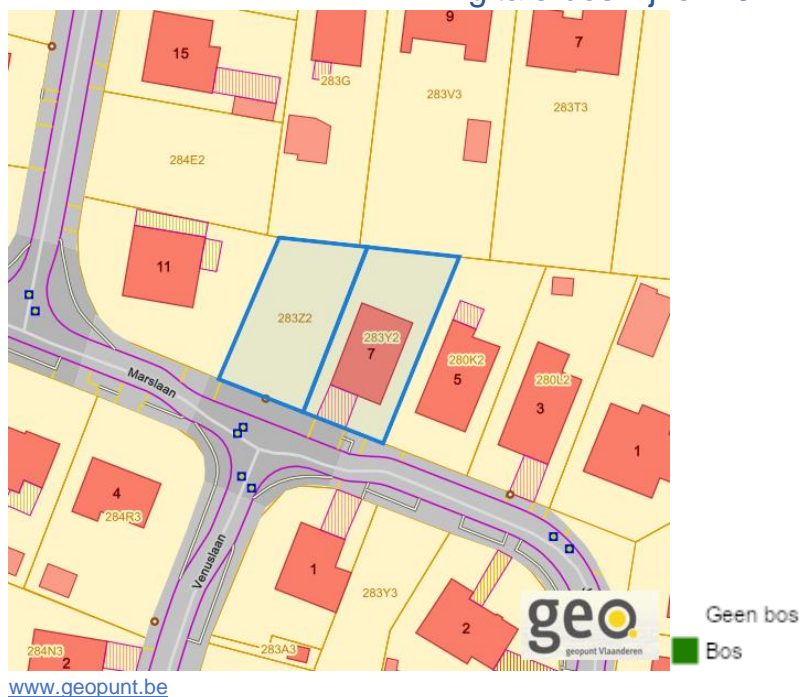 15
283G
9
7
283V3
283T3
284E2
11
283Z2
283Y2
7
280K2
5
280L2
3
1
Marslaan
4
284R3
Venuslaan
1
283Y3
2
284N3
2
283A3
geo
geopunt Vlaanderen
Geen bos
Bos
www.geopunt.be